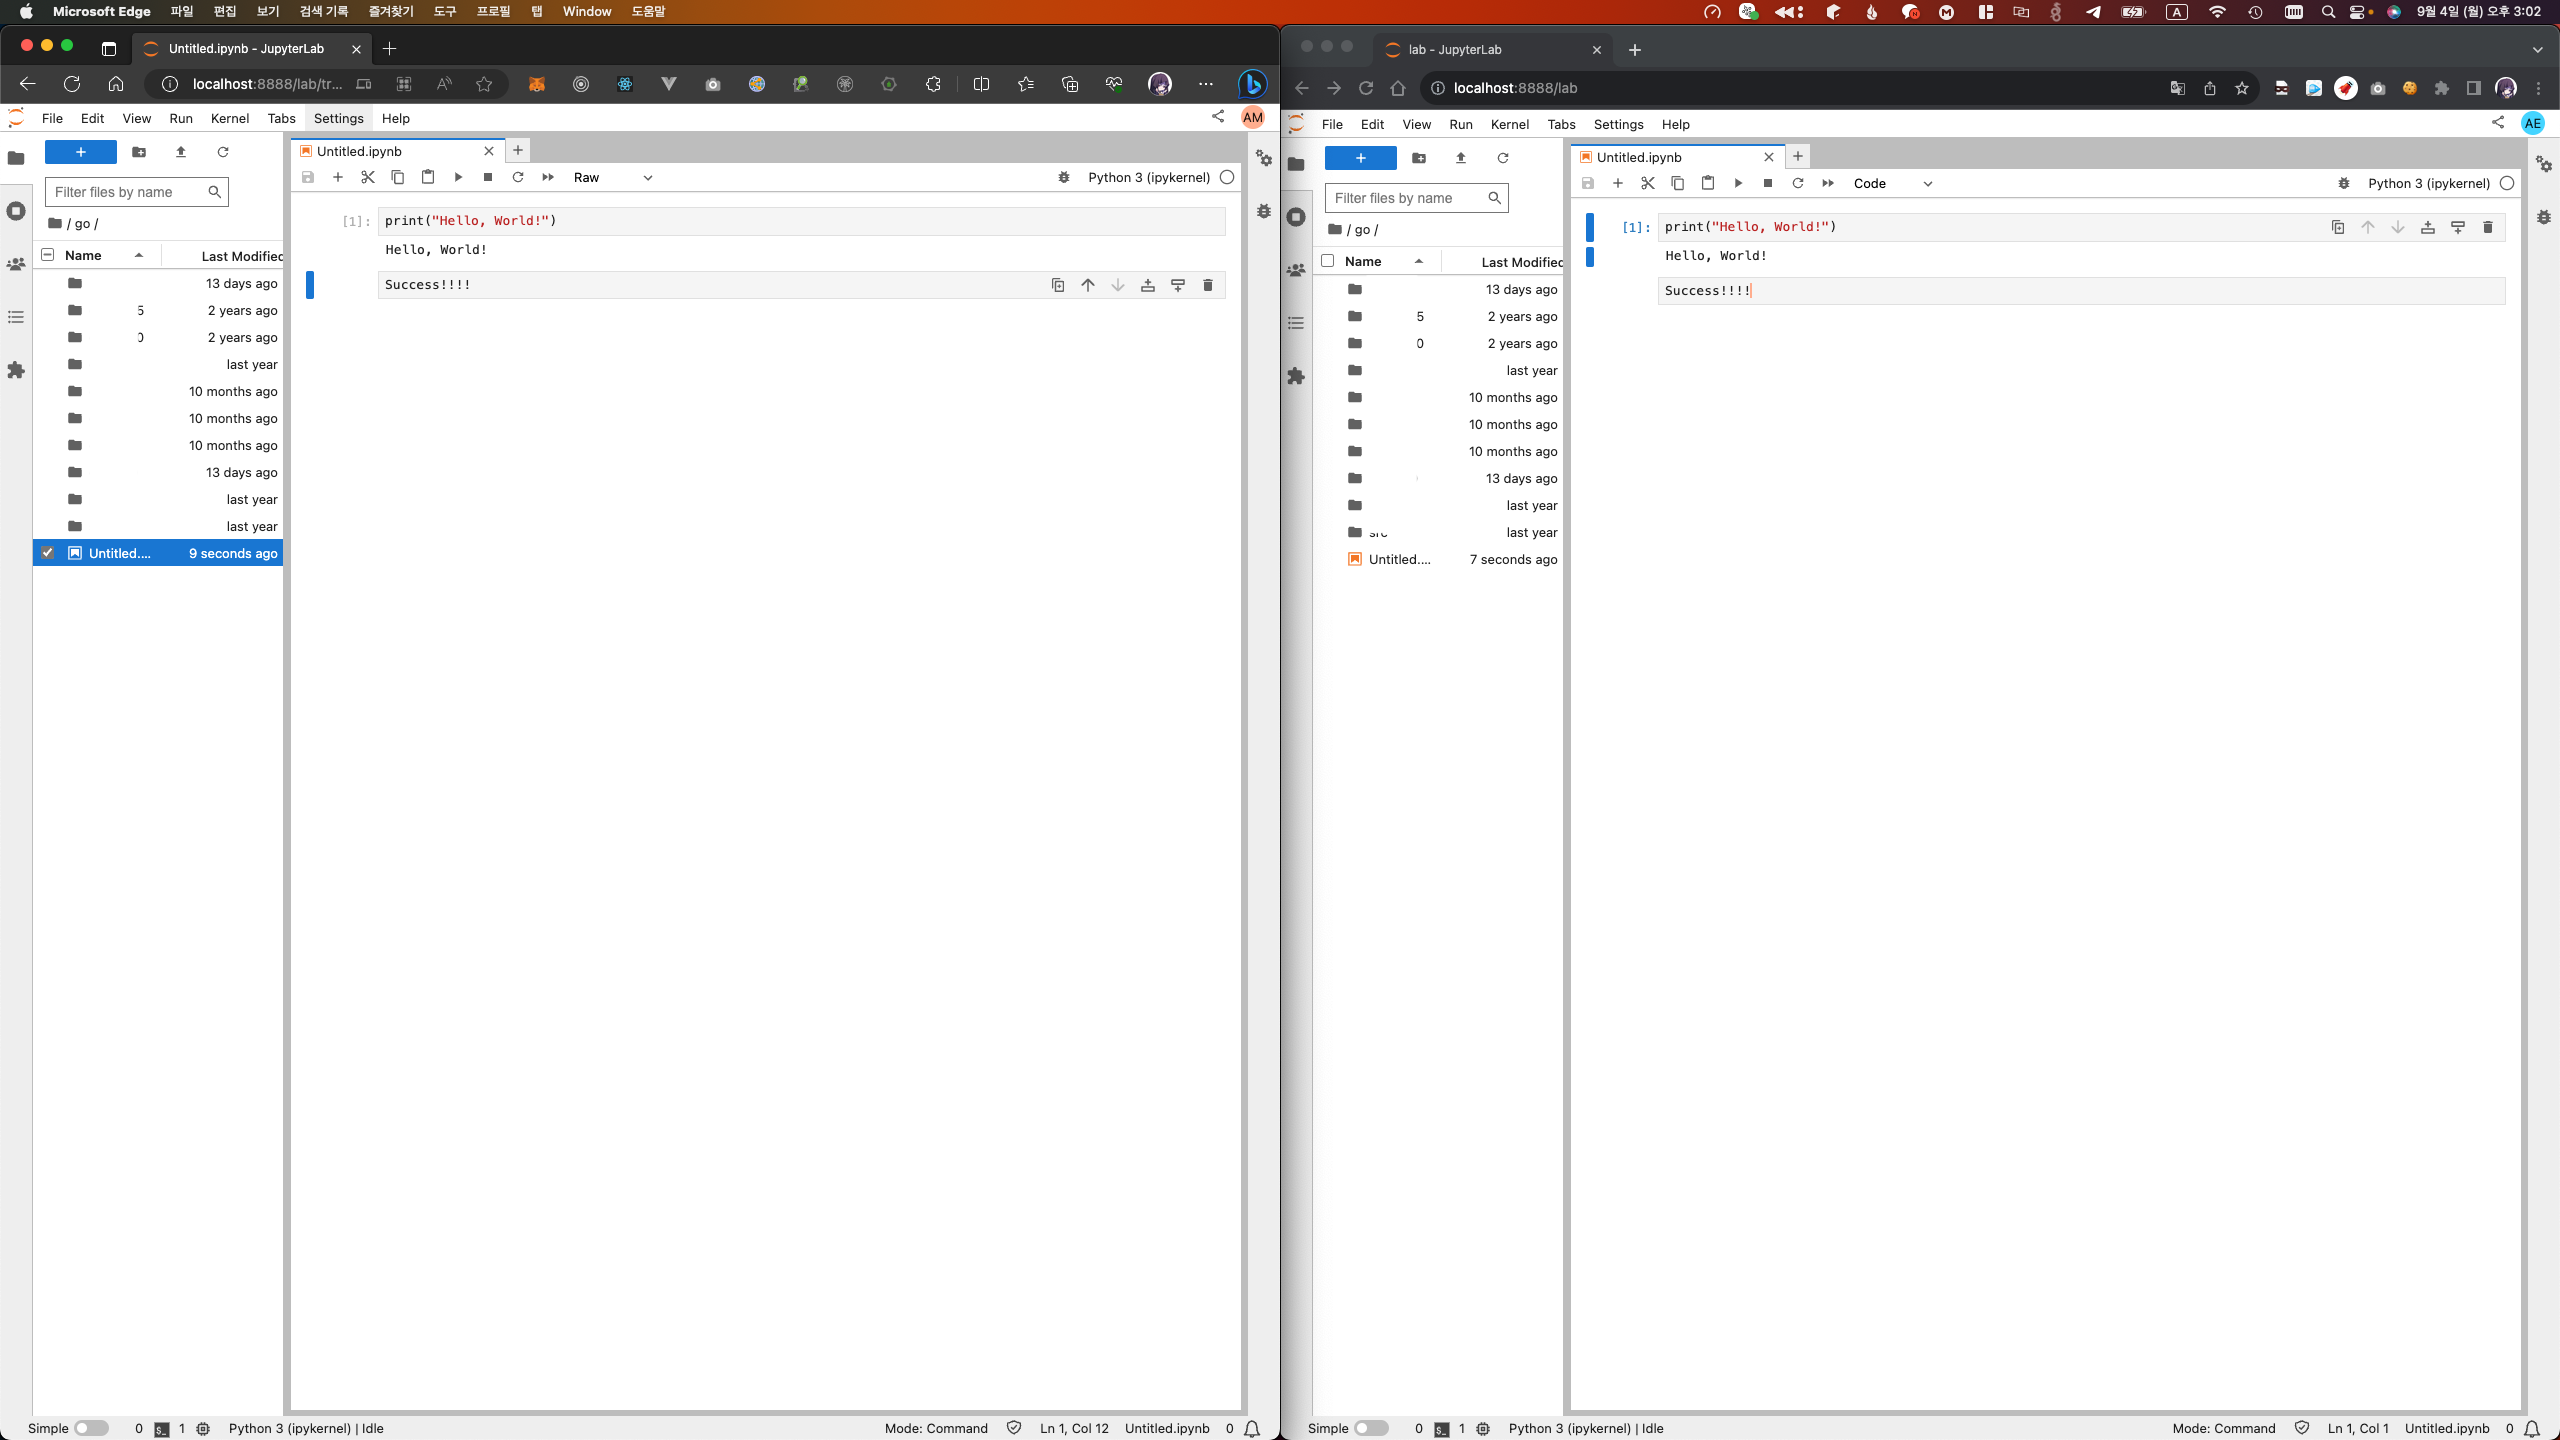 Microsoft Edge 파일 편집 보기 검색 기록 즐겨찾기 도구 프로필 탭 Window 도움말 A 9월 4일 (월) 오후 3:02
Untitled.ipynb - JupyterLab
localhost:8888/lab/tr...
File Edit View Run Kernel Tabs Settings Help AM
Untitled.ipynb
Filter files by name
Raw
Python 3 (ipykernel)
/ go /
Name Last Modified
13 days ago
5 2 years ago
2 years ago
last year
10 months ago
10 months ago
10 months ago
13 days ago
last year
last year
Untitled.... 9 seconds ago
[1]: print("Hello, World!")
Hello, World!
Success!!!!
Simple 0 1 Python 3 (ipykernel) | Idle Mode: Command Ln 1, Col 12 Untitled.ipynb 0
lab - JupyterLab
localhost:8888/lab
File Edit View Run Kernel Tabs Settings Help AE
Untitled.ipynb
Filter files by name
Code
Python 3 (ipykernel)
/ go /
Name Last Modified
13 days ago
5 2 years ago
0 2 years ago
last year
10 months ago
10 months ago
10 months ago
13 days ago
last year
last year
Untitled.... 7 seconds ago
[1]: print("Hello, World!")
Hello, World!
Success!!!!
Simple 0 1 Python 3 (ipykernel) | Idle Mode: Command Ln 1, Col 1 Untitled.ipynb 0